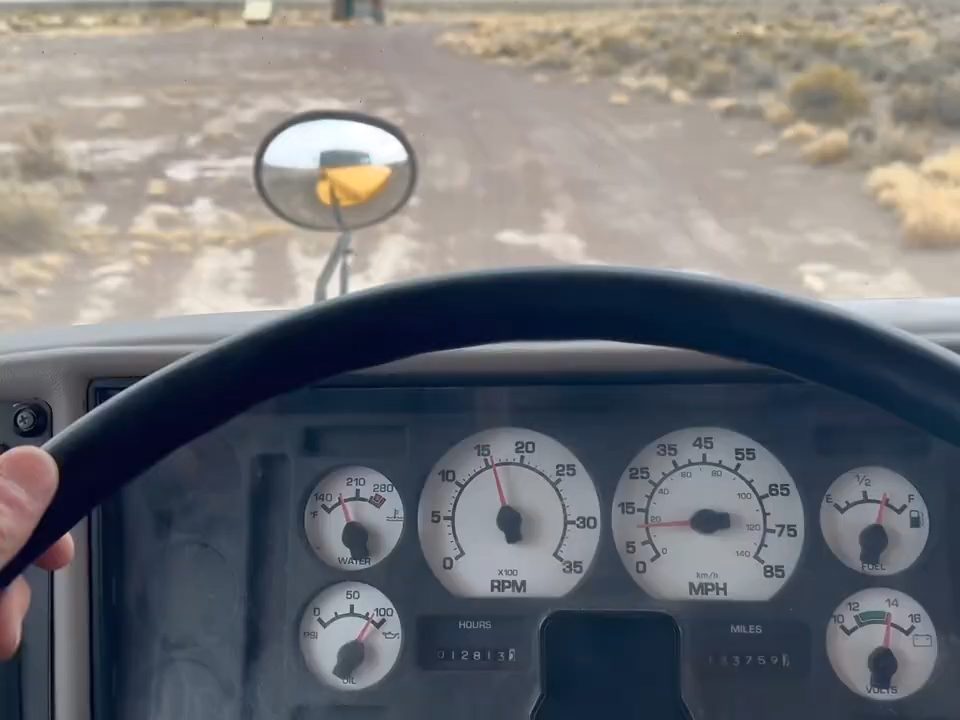 140 210 280
°F
WATER
0 5 10 15 20 25 30 35
X100
RPM
0 5 15 25 35 45 55 65 75 85
0 20 40 60 80 100 120 140
km/h
MPH
E 1/2 F
FUEL
0 50 100
PSI
OIL
HOURS
012813
MILES
33759
10 12 14 16
VOLTS